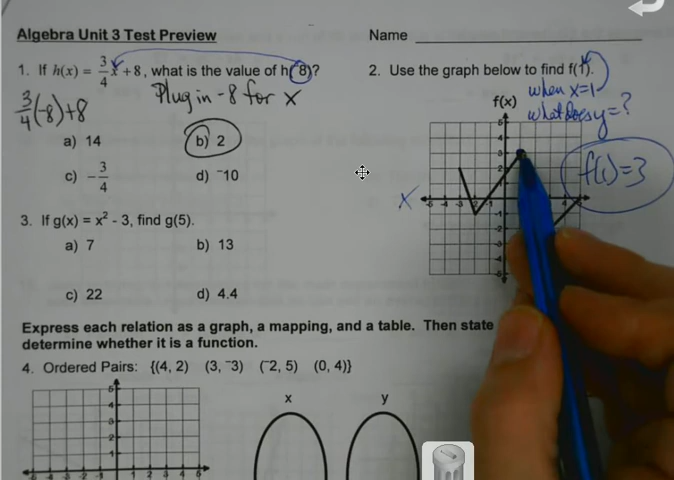 Algebra Unit 3 Test Preview
Name
1. If h(x) = 3/4 x + 8, what is the value of h(⁻8)?
3/4(-8)+8
Plug in -8 for x
a) 14
b) 2
c) -3/4
d) ⁻10
2. Use the graph below to find f(1).
when x=1
what does y=?
f(x)
f(1)=3
X
3. If g(x) = x² - 3, find g(5).
a) 7
b) 13
c) 22
d) 4.4
Express each relation as a graph, a mapping, and a table. Then state
determine whether it is a function.
4. Ordered Pairs: {(4, 2) (3, ⁻3) (⁻2, 5) (0, 4)}
x
y